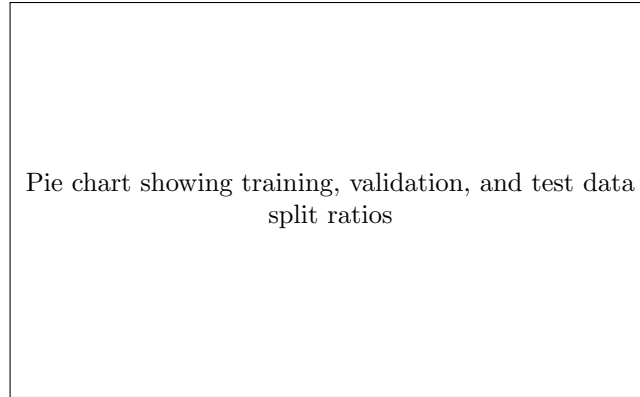 Pie chart showing training, validation, and test data
split ratios